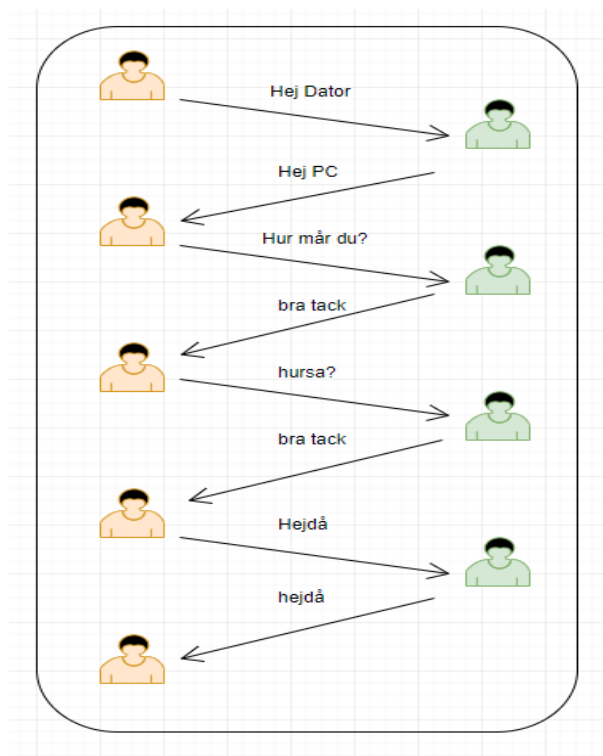 Hej Dator
Hej PC
Hur mår du?
bra tack
hursa?
bra tack
Hejdå
hejdå